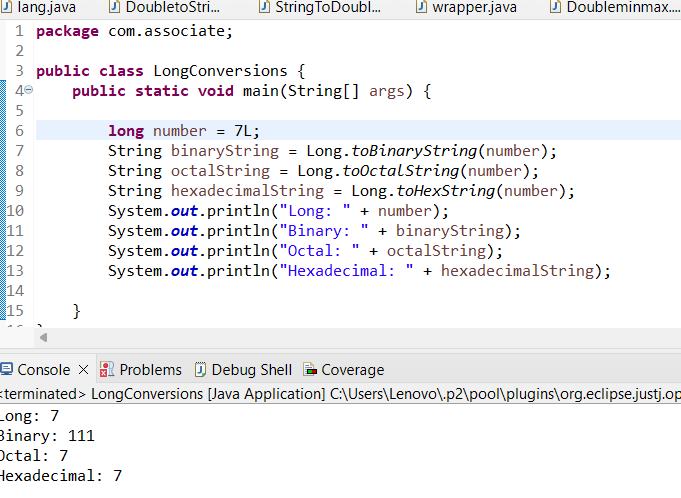 lang.java DoubletoStri... StringToDoubl... wrapper.java Doubleminmax....
1 package com.associate;
2
3 public class LongConversions {
4 public static void main(String[] args) {
5
6 long number = 7L;
7 String binaryString = Long.toBinaryString(number);
8 String octalString = Long.toOctalString(number);
9 String hexadecimalString = Long.toHexString(number);
10 System.out.println("Long: " + number);
11 System.out.println("Binary: " + binaryString);
12 System.out.println("Octal: " + octalString);
13 System.out.println("Hexadecimal: " + hexadecimalString);
14
15 }
Console Problems Debug Shell Coverage
<terminated> LongConversions [Java Application] C:\Users\Lenovo\.p2\pool\plugins\org.eclipse.justj.op
Long: 7
Binary: 111
Octal: 7
Hexadecimal: 7